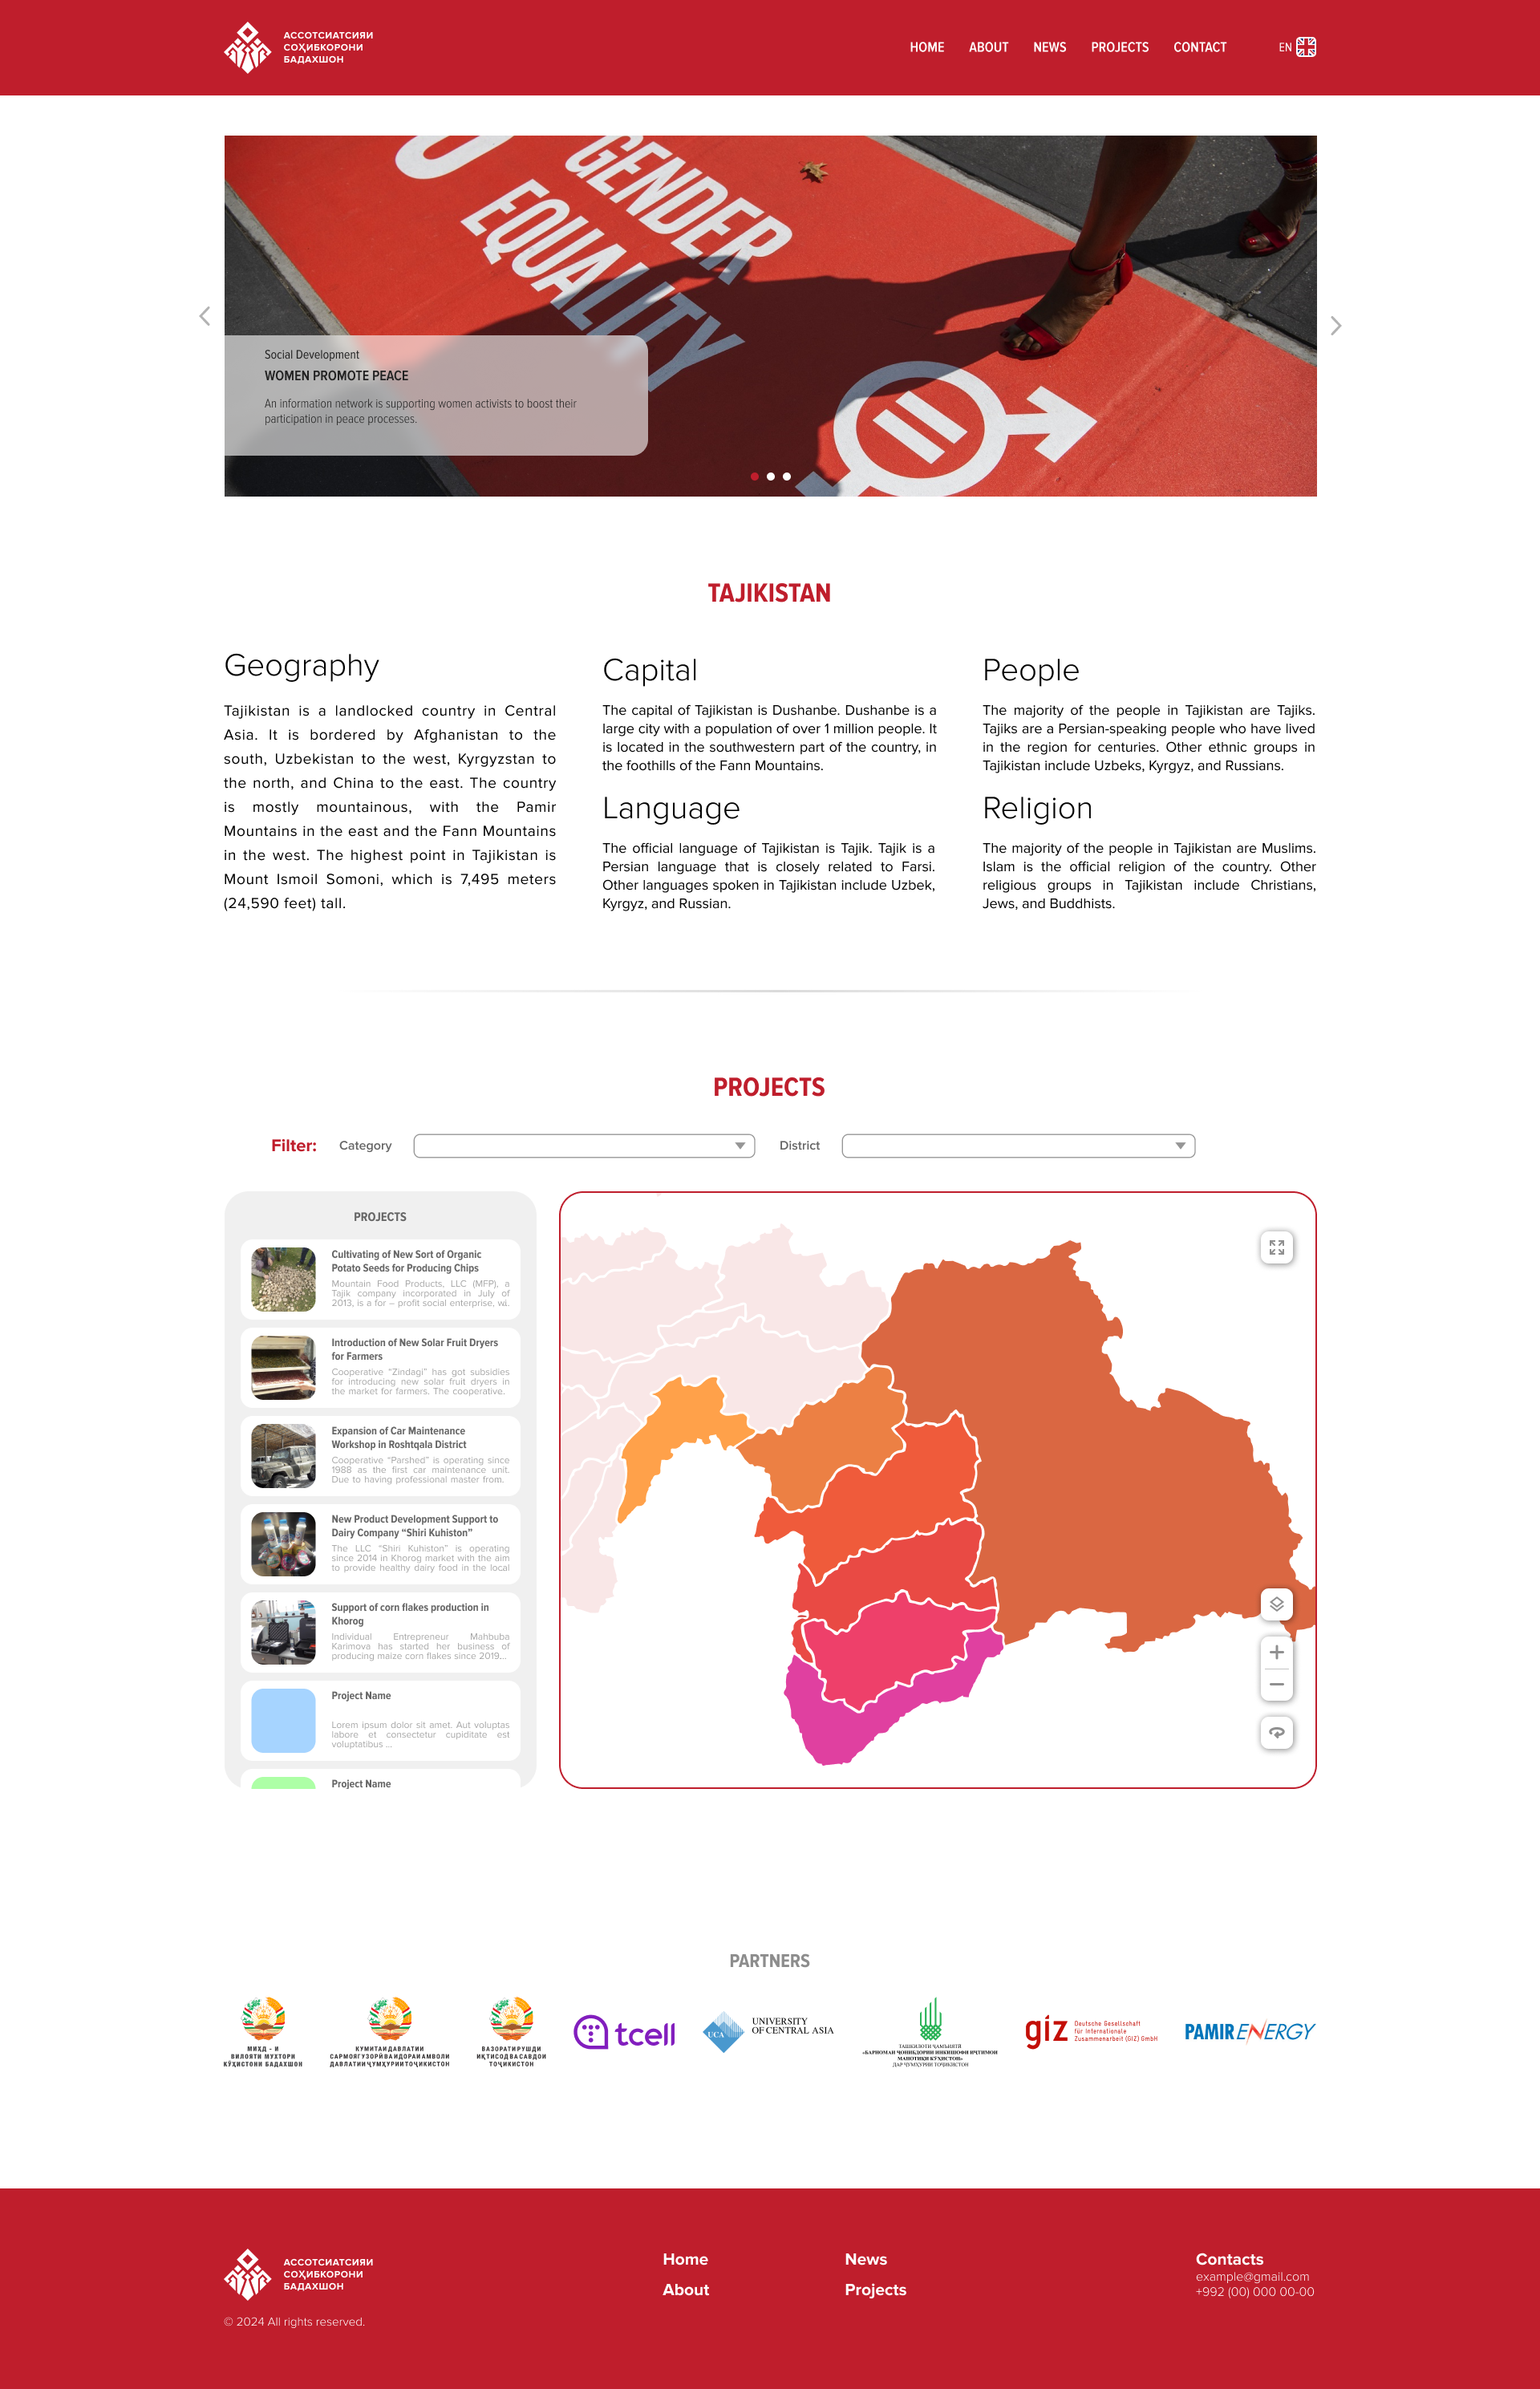 АССОТСИАТСИЯИ
СОҲИБКОРОНИ
БАДАХШОН
HOME ABOUT NEWS PROJECTS CONTACT EN
GENDER
EQUALITY
Social Development
WOMEN PROMOTE PEACE
An information network is supporting women activists to boost their
participation in peace processes.
TAJIKISTAN
Geography
Tajikistan is a landlocked country in Central
Asia. It is bordered by Afghanistan to the
south, Uzbekistan to the west, Kyrgyzstan to
the north, and China to the east. The country
is mostly mountainous, with the Pamir
Mountains in the east and the Fann Mountains
in the west. The highest point in Tajikistan is
Mount Ismoil Somoni, which is 7,495 meters
(24,590 feet) tall.
Capital
The capital of Tajikistan is Dushanbe. Dushanbe is a
large city with a population of over 1 million people. It
is located in the southwestern part of the country, in
the foothills of the Fann Mountains.
Language
The official language of Tajikistan is Tajik. Tajik is a
Persian language that is closely related to Farsi.
Other languages spoken in Tajikistan include Uzbek,
Kyrgyz, and Russian.
People
The majority of the people in Tajikistan are Tajiks.
Tajiks are a Persian-speaking people who have lived
in the region for centuries. Other ethnic groups in
Tajikistan include Uzbeks, Kyrgyz, and Russians.
Religion
The majority of the people in Tajikistan are Muslims.
Islam is the official religion of the country. Other
religious groups in Tajikistan include Christians,
Jews, and Buddhists.
PROJECTS
Filter: Category District
PROJECTS
Cultivating of New Sort of Organic
Potato Seeds for Producing Chips
Mountain Food Products, LLC (MFP), a
Tajik company incorporated in July of
2013, is a for – profit social enterprise, wi.
Introduction of New Solar Fruit Dryers
for Farmers
Cooperative “Zindagi” has got subsidies
for introducing new solar fruit dryers in
the market for farmers. The cooperative.
Expansion of Car Maintenance
Workshop in Roshtqala District
Cooperative “Parshed” is operating since
1988 as the first car maintenance unit.
Due to having professional master from.
New Product Development Support to
Dairy Company “Shiri Kuhiston”
The LLC “Shiri Kuhiston” is operating
since 2014 in Khorog market with the aim
to provide healthy dairy food in the local
Support of corn flakes production in
Khorog
Individual Entrepreneur Mahbuba
Karimova has started her business of
producing maize corn flakes since 2019,..
Project Name
Lorem ipsum dolor sit amet. Aut voluptas
labore et consectetur cupiditate est
voluptatibus ...
Project Name
PARTNERS
МИҲД - И
ВИЛОЯТИ МУХТОРИ
КӮҲИСТОНИ БАДАХШОН
КУМИТАИ ДАВЛАТИИ
САРМОЯГУЗОРӢ ВА ИДОРАИ АМВОЛИ
ДАВЛАТИИ ҶУМҲУРИИ ТОҶИКИСТОН
ВАЗОРАТИ РУШДИ
ИҚТИСОД ВА САВДОИ
ТОҶИКИСТОН
tcell
UCA
UNIVERSITY
OF CENTRAL ASIA
ТАШКИЛОТИ ҶАМЪИЯТӢ
«БАРНОМАИ ҶОНИБДОРИИ ИНКИШОФИ ИҶТИМОИ
МАНОТИҚИ КӮҲИСТОН»
ДАР ҶУМҲУРИИ ТОҶИКИСТОН
giz
Deutsche Gesellschaft
für Internationale
Zusammenarbeit (GIZ) GmbH
PAMIR ENERGY
АССОТСИАТСИЯИ
СОҲИБКОРОНИ
БАДАХШОН
© 2024 All rights reserved.
Home
About
News
Projects
Contacts
example@gmail.com
+992 (00) 000 00-00